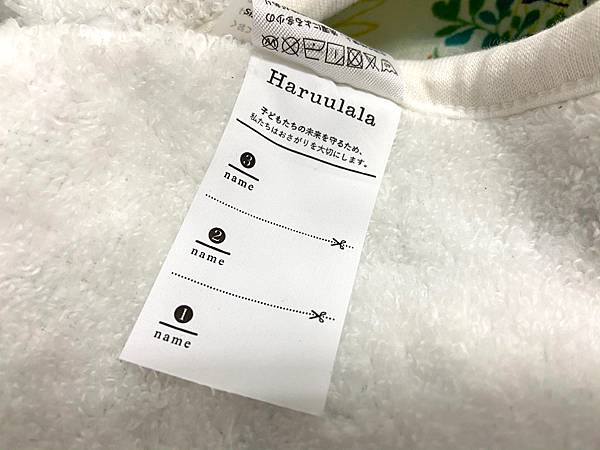 Haruulala
子どもたちの未来を守るため、
私たちはおさがりを大切にします。
3
name
2
name
1
name